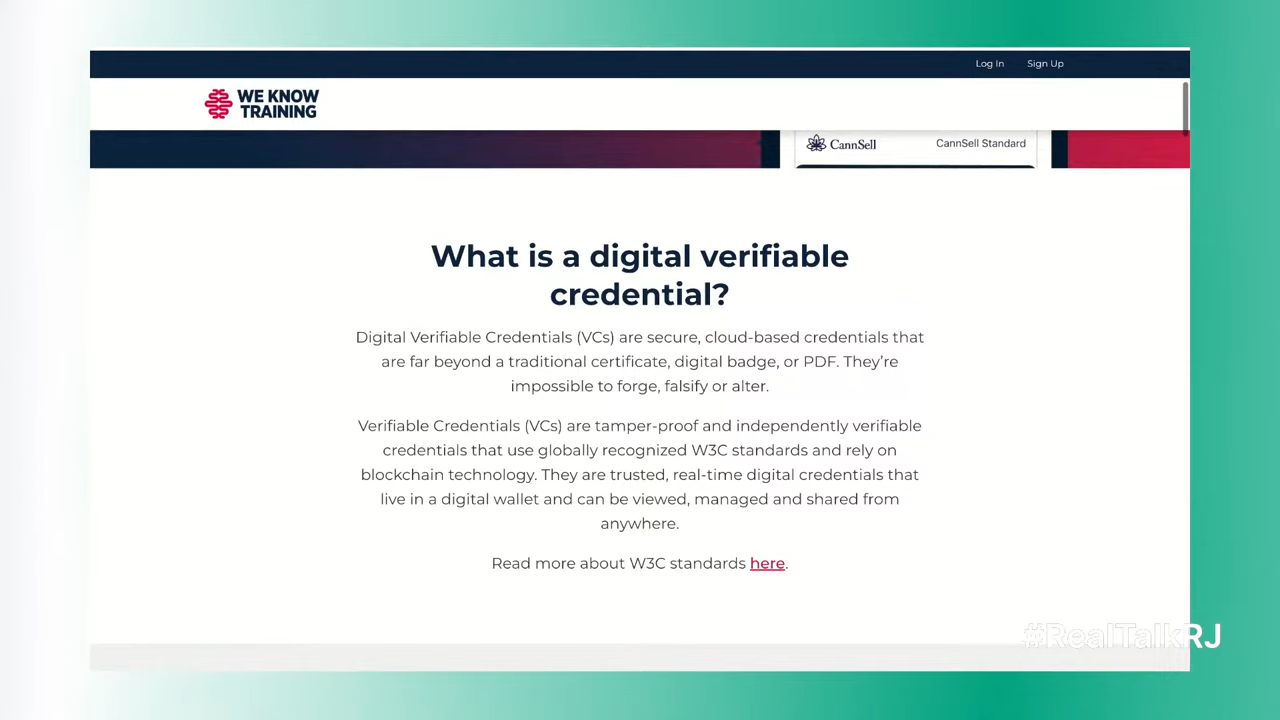 Log In Sign Up
WE KNOW
TRAINING
CannSell CannSell Standard
What is a digital verifiable
credential?
Digital Verifiable Credentials (VCs) are secure, cloud-based credentials that
are far beyond a traditional certificate, digital badge, or PDF. They’re
impossible to forge, falsify or alter.
Verifiable Credentials (VCs) are tamper-proof and independently verifiable
credentials that use globally recognized W3C standards and rely on
blockchain technology. They are trusted, real-time digital credentials that
live in a digital wallet and can be viewed, managed and shared from
anywhere.
Read more about W3C standards here.
#RealTalkRJ